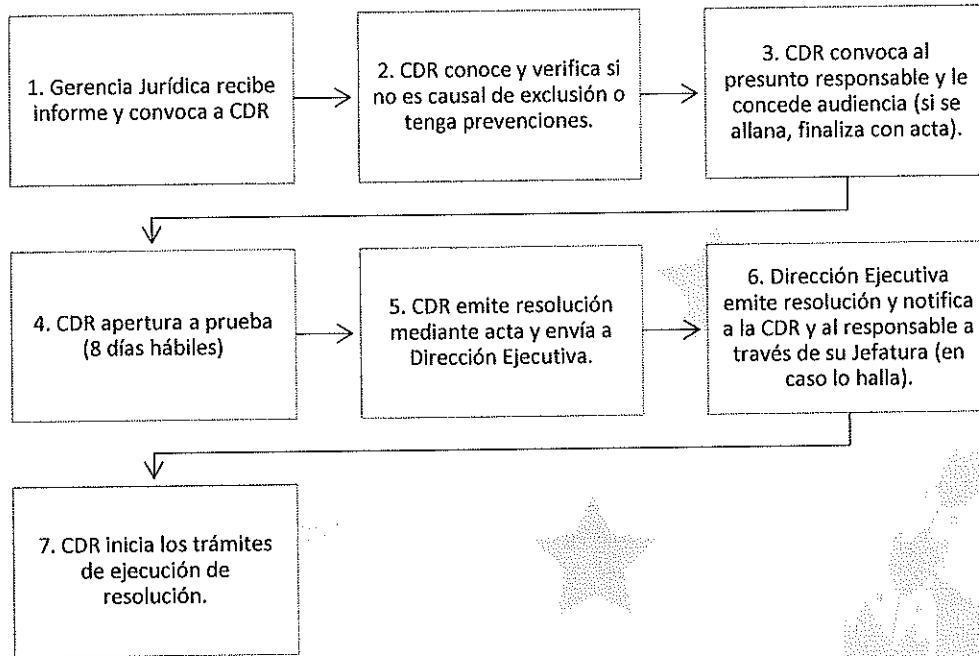 1. Gerencia Jurídica recibe
informe y convoca a CDR
2. CDR conoce y verifica si
no es causal de exclusión o
tenga prevenciones.
3. CDR convoca al
presunto responsable y le
concede audiencia (si se
allana, finaliza con acta).
4. CDR apertura a prueba
(8 días hábiles)
5. CDR emite resolución
mediante acta y envía a
Dirección Ejecutiva.
6. Dirección Ejecutiva
emite resolución y notifica
a la CDR y al responsable a
través de su Jefatura (en
caso lo halla).
7. CDR inicia los trámites
de ejecución de
resolución.